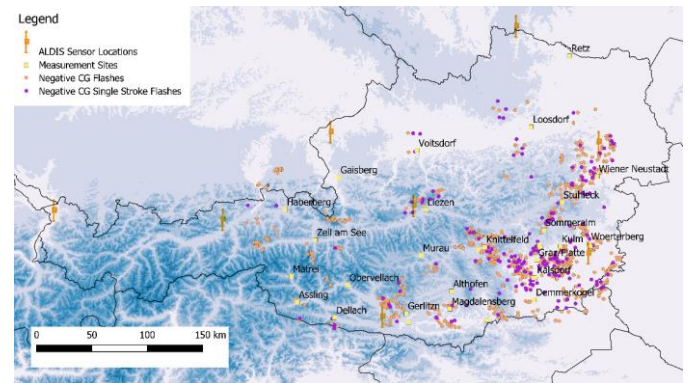 Legend
ALDIS Sensor Locations
Measurement Sites
Negative CG Flashes
Negative CG Single Stroke Flashes
Retz
Loosdorf
Voitsdorf
Wiener Neustadt
Gaisberg
Stuhleck
Haberberg
Liezen
Sommeralm
Zell am See
Knittelfeld
Kulm
Woerterberg
Murau
Graz/Platte
Matrei
Kalsdorf
Obervellach
Althofen
Demmerkogel
Assling
Magdalensberg
Gerlitzn
Dellach
0 50 100 150 km